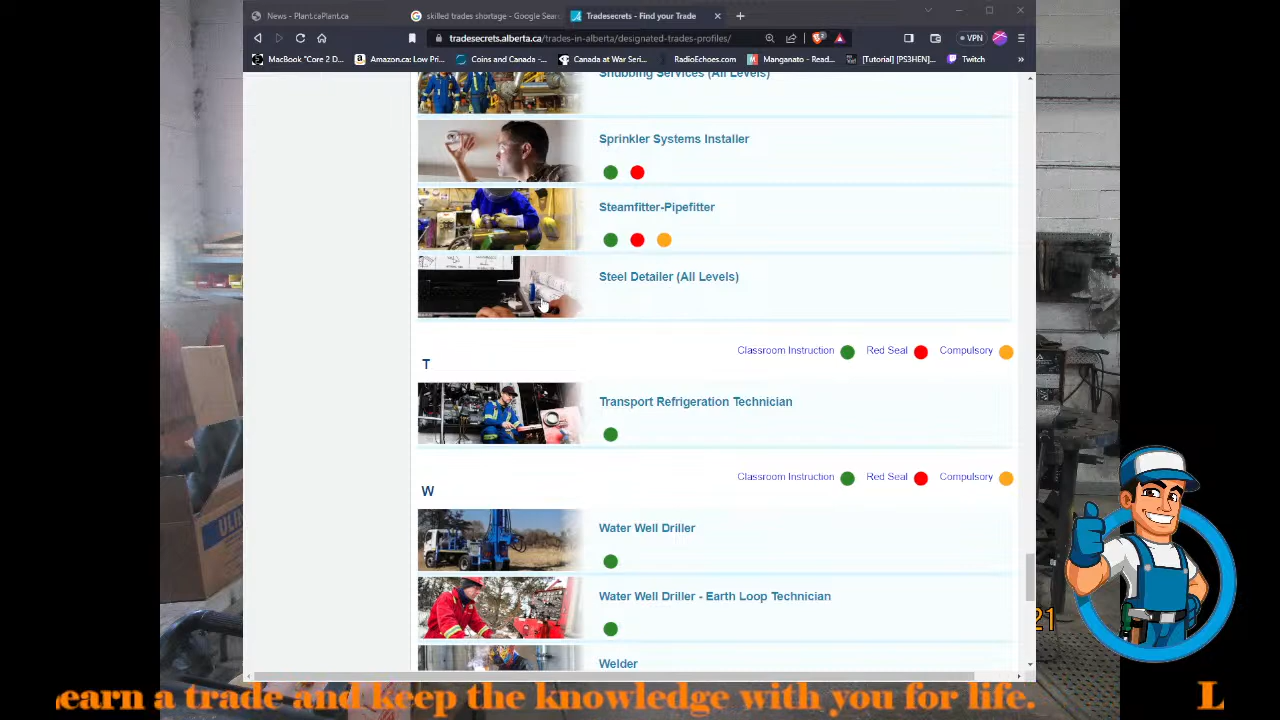 News - Plant.caPlant.ca
skilled trades shortage - Google Sear
Tradesecrets - Find your Trade
tradesecrets.alberta.ca/trades-in-alberta/designated-trades-profiles/
VPN
MacBook "Core 2 D...
Amazon.ca: Low Pri...
Coins and Canada -...
Canada at War Seri...
RadioEchoes.com
Manganato - Read...
[Tutorial] [PS3HEN]...
Twitch
Snubbing Services (All Levels)
Sprinkler Systems Installer
Steamfitter-Pipefitter
Steel Detailer (All Levels)
Classroom Instruction Red Seal Compulsory
T
Transport Refrigeration Technician
Classroom Instruction Red Seal Compulsory
W
Water Well Driller
Water Well Driller - Earth Loop Technician
21
Welder
earn a trade and keep the knowledge with you for life. L